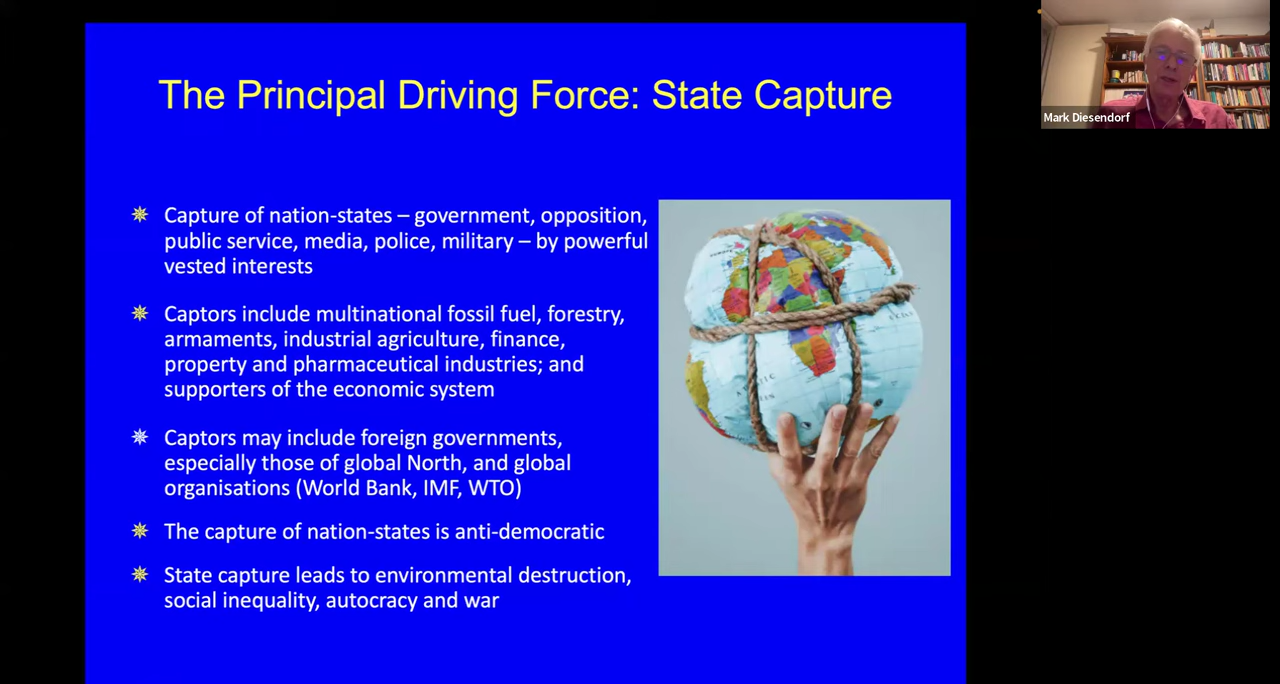 The Principal Driving Force: State Capture
Capture of nation-states – government, opposition,
public service, media, police, military – by powerful
vested interests
Captors include multinational fossil fuel, forestry,
armaments, industrial agriculture, finance,
property and pharmaceutical industries; and
supporters of the economic system
Captors may include foreign governments,
especially those of global North, and global
organisations (World Bank, IMF, WTO)
The capture of nation-states is anti-democratic
State capture leads to environmental destruction,
social inequality, autocracy and war
Mark Diesendorf